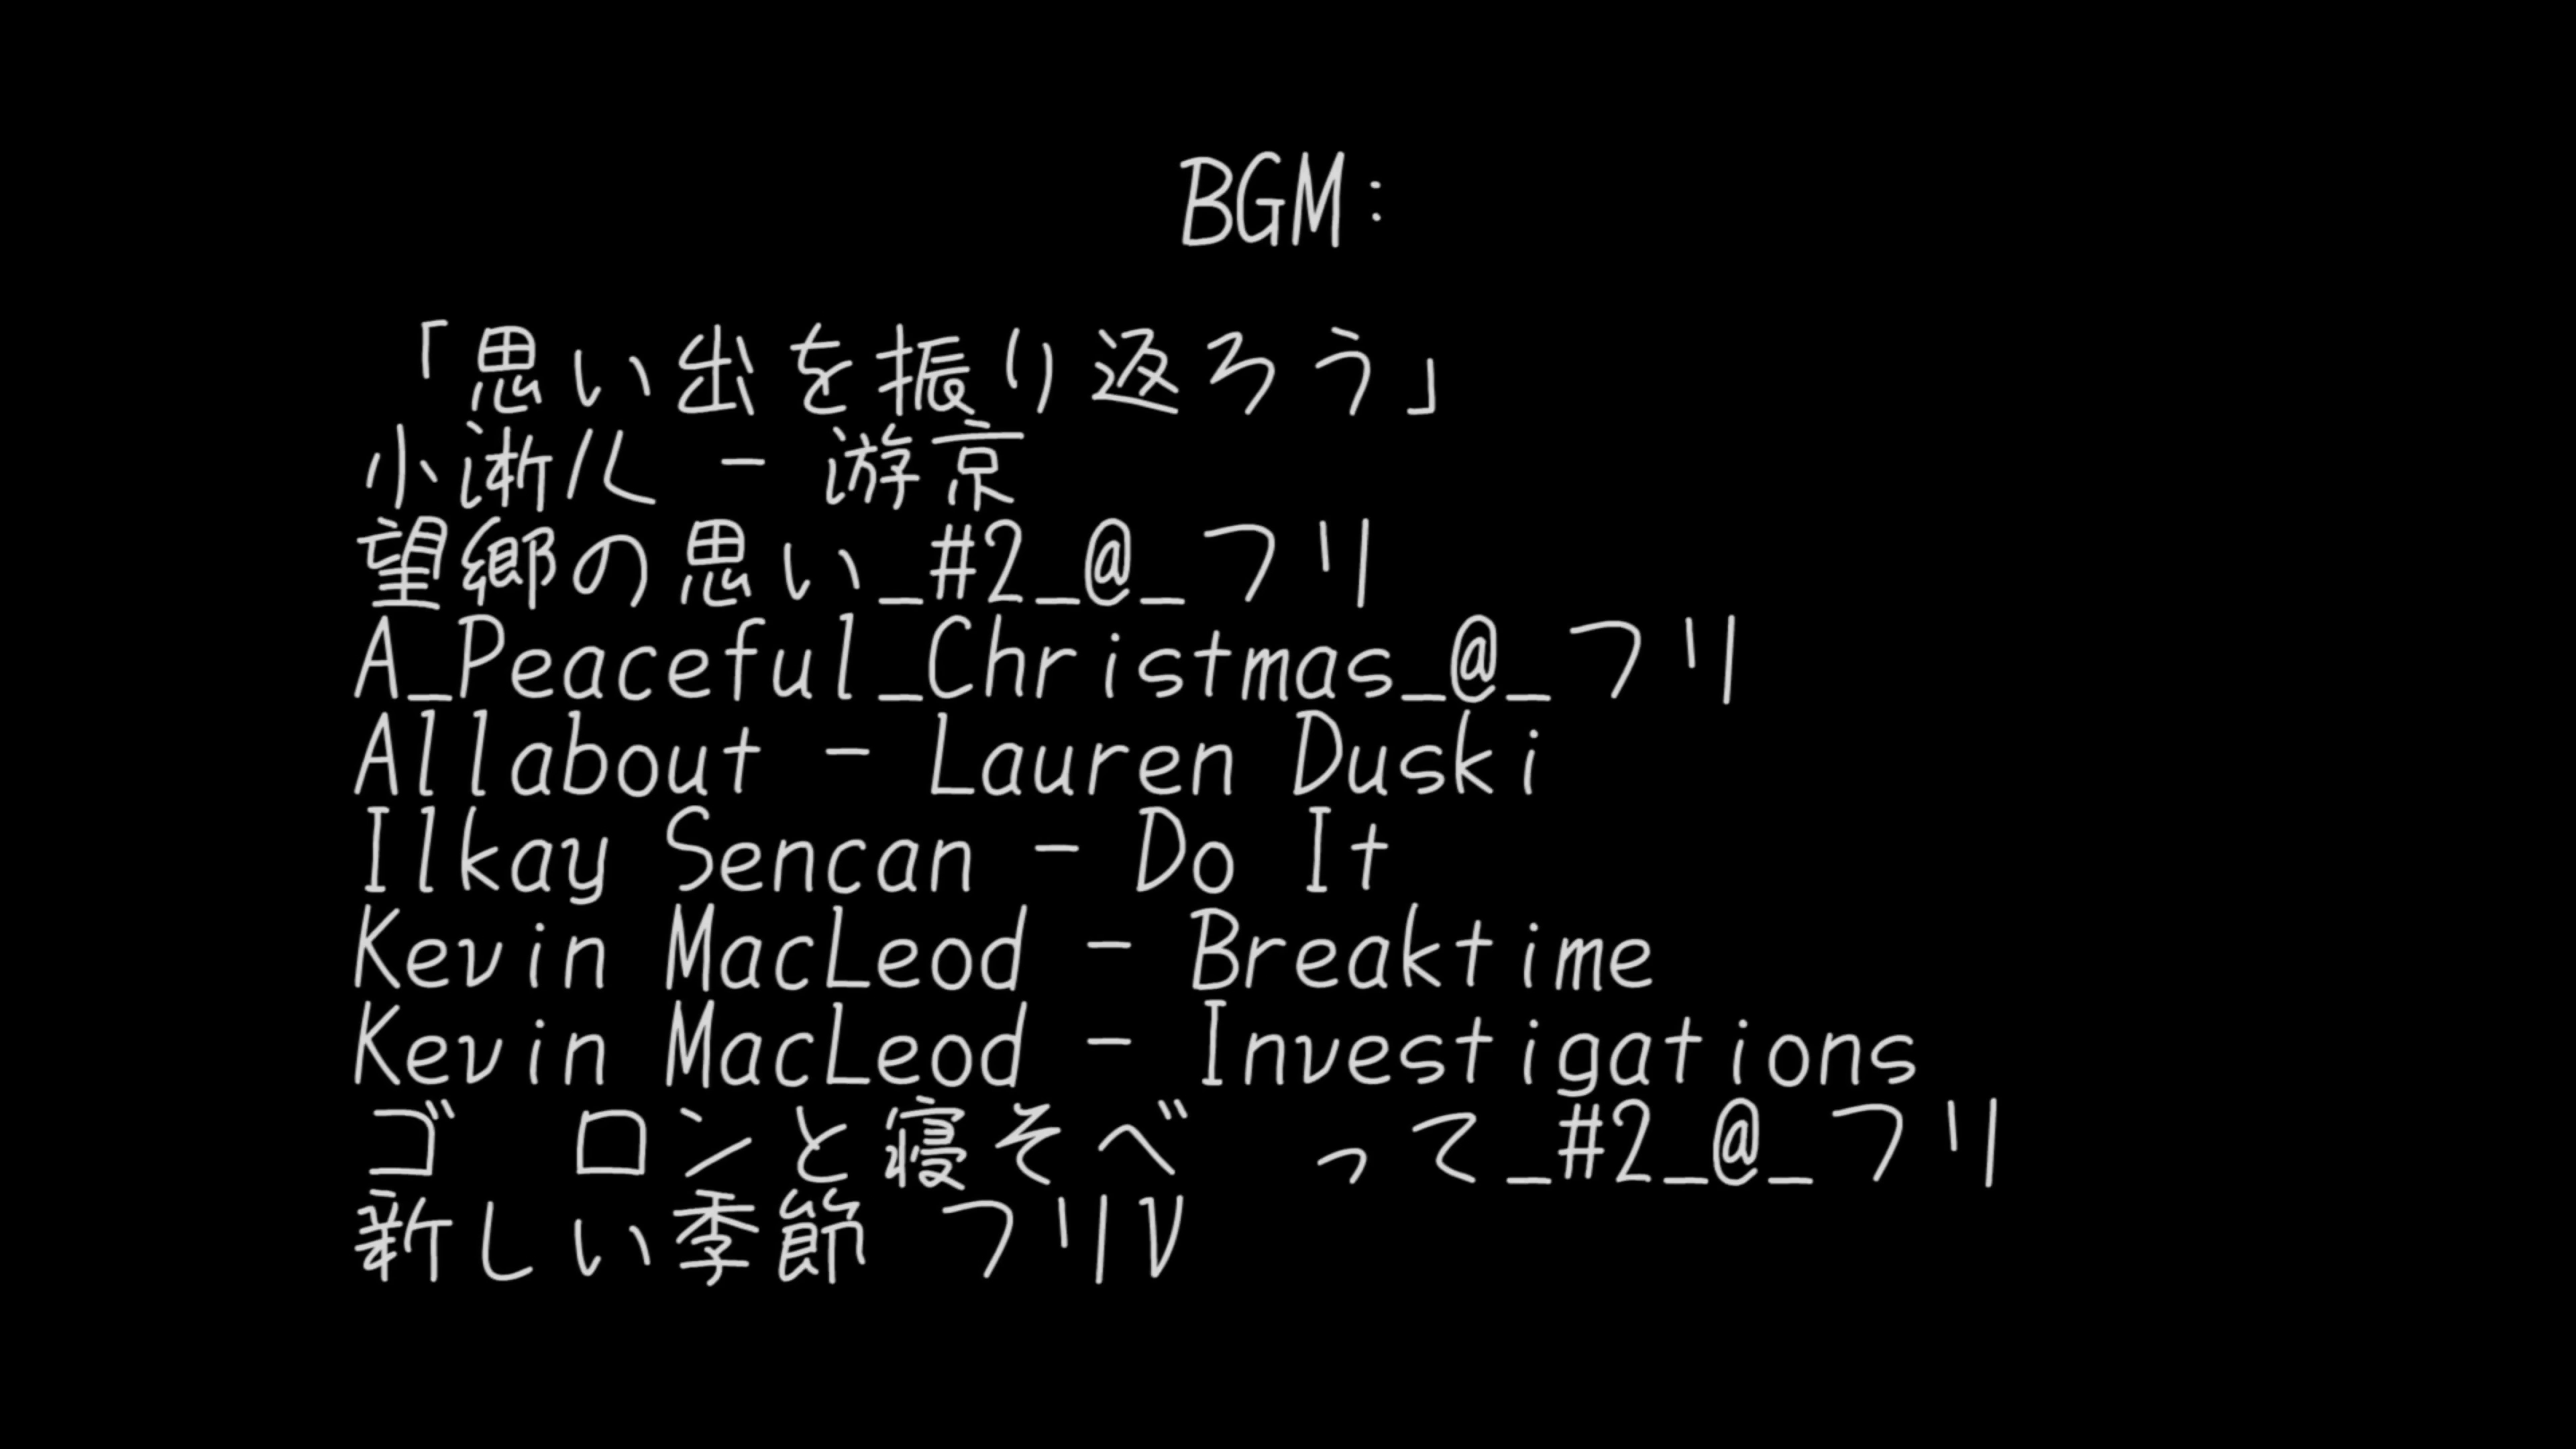 BGM:
「思い出を振り返ろう」
小漸ル - 游京
望郷の思い_#2_@_フリ
A_Peaceful_Christmas_@_フリ
Allabout - Lauren Duski
Ilkay Sencan - Do It
Kevin MacLeod - Breaktime
Kevin MacLeod - Investigations
ゴ ロンと寝そべ って_#2_@_フリ
新しい季節 フリV